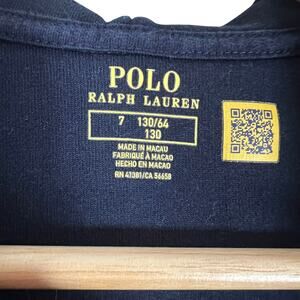 POLO
RALPH LAUREN
7 130/64
130
MADE IN MACAU
FABRIQUÉ À MACAO
HECHO EN MACAO
RN 41381/CA 56658